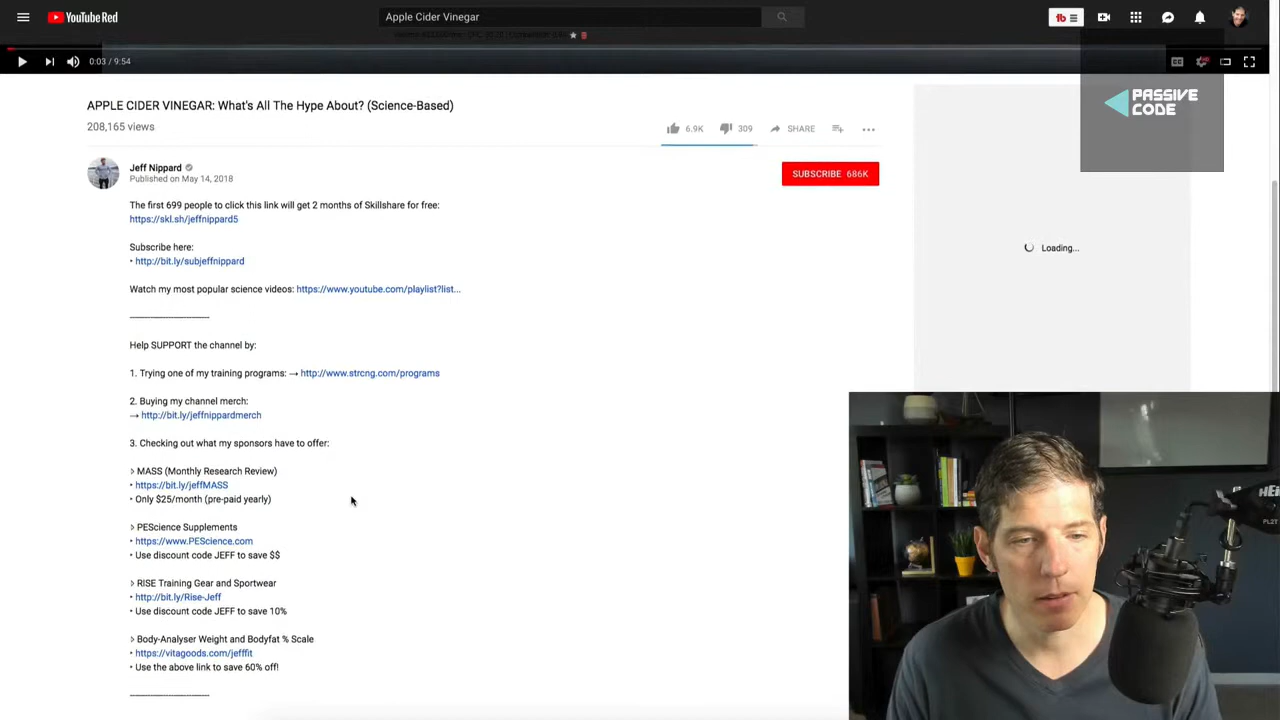 YouTube Red
Apple Cider Vinegar
0:03 / 9:54
PASSIVE
CODE
APPLE CIDER VINEGAR: What's All The Hype About? (Science-Based)
208,165 views
6.9K
309
SHARE
Jeff Nippard
Published on May 14, 2018
SUBSCRIBE 686K
The first 699 people to click this link will get 2 months of Skillshare for free:
https://skl.sh/jeffnippard5
Subscribe here:
• http://bit.ly/subjeffnippard
Watch my most popular science videos: https://www.youtube.com/playlist?list...
-------------------------------
Help SUPPORT the channel by:
1. Trying one of my training programs: → http://www.strcng.com/programs
2. Buying my channel merch:
→ http://bit.ly/jeffnippardmerch
3. Checking out what my sponsors have to offer:
MASS (Monthly Research Review)
• https://bit.ly/jeffMASS
• Only $25/month (pre-paid yearly)
PEScience Supplements
• https://www.PEScience.com
• Use discount code JEFF to save $$
RISE Training Gear and Sportwear
• http://bit.ly/Rise-Jeff
• Use discount code JEFF to save 10%
Body-Analyser Weight and Bodyfat % Scale
• https://vitagoods.com/jefffit
• Use the above link to save 60% off!
-------------------------------
Loading...